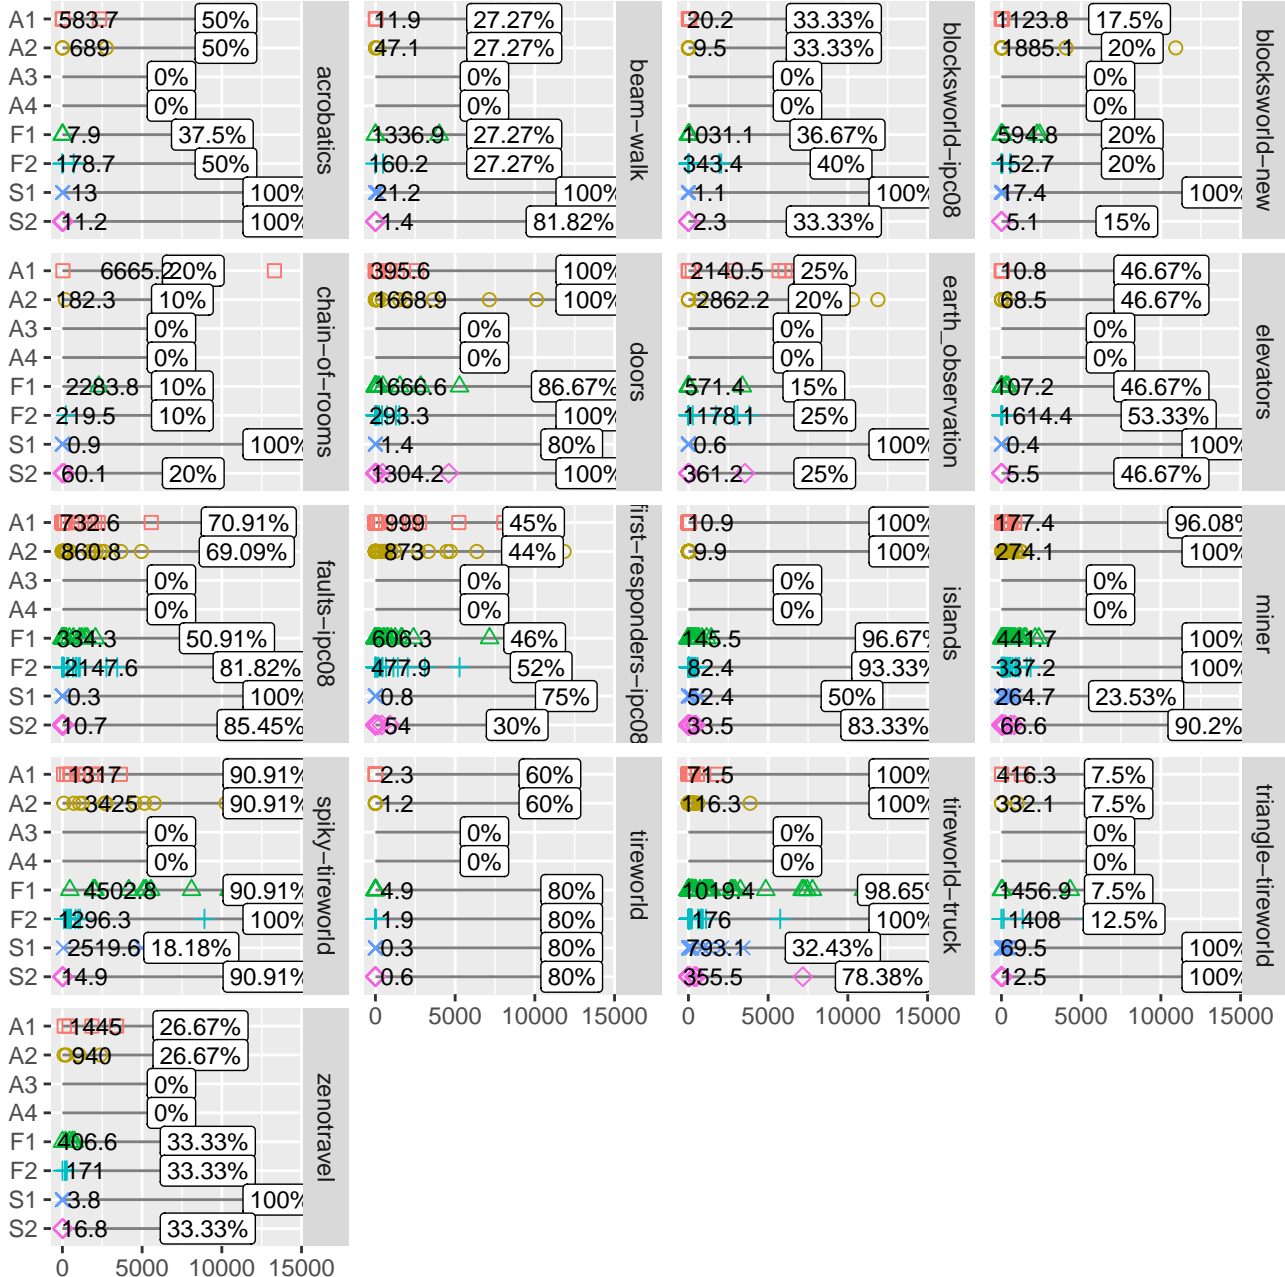 A1 583.7 50% 11.9 27.27% 20.2 33.33% 1123.8 17.5%
A2 689 50% 47.1 27.27% 9.5 33.33% 1885.1 20%
A3 0% 0% 0% 0%
A4 0% 0% 0% 0%
F1 7.9 37.5% 1336.9 27.27% 1031.1 36.67% 594.8 20%
F2 178.7 50% 160.2 27.27% 343.4 40% 152.7 20%
S1 13 100% 21.2 100% 1.1 100% 17.4 100%
S2 11.2 100% 1.4 81.82% 2.3 33.33% 5.1 15%
acrobatics beam−walk blocksworld−ipc08 blocksworld−new
A1 6665.2 20% 395.6 100% 2140.5 25% 10.8 46.67%
A2 182.3 10% 1668.9 100% 2862.2 20% 68.5 46.67%
A3 0% 0% 0% 0%
A4 0% 0% 0% 0%
F1 2283.8 10% 1666.6 86.67% 571.4 15% 107.2 46.67%
F2 219.5 10% 293.3 100% 1178.1 25% 1614.4 53.33%
S1 0.9 100% 1.4 80% 0.6 100% 0.4 100%
S2 60.1 20% 1304.2 100% 361.2 25% 5.5 46.67%
chain−of−rooms doors earth_observation elevators
A1 732.6 70.91% 999 45% 10.9 100% 177.4 96.08%
A2 860.8 69.09% 873 44% 9.9 100% 274.1 100%
A3 0% 0% 0% 0%
A4 0% 0% 0% 0%
F1 334.3 50.91% 606.3 46% 145.5 96.67% 441.7 100%
F2 2147.6 81.82% 477.9 52% 82.4 93.33% 337.2 100%
S1 0.3 100% 0.8 75% 52.4 50% 264.7 23.53%
S2 10.7 85.45% 54 30% 33.5 83.33% 66.6 90.2%
faults−ipc08 first−responders−ipc08 islands miner
A1 1317 90.91% 2.3 60% 71.5 100% 416.3 7.5%
A2 3425 90.91% 1.2 60% 116.3 100% 332.1 7.5%
A3 0% 0% 0% 0%
A4 0% 0% 0% 0%
F1 4502.8 90.91% 4.9 80% 1019.4 98.65% 1456.9 7.5%
F2 1296.3 100% 1.9 80% 176 100% 1408 12.5%
S1 2519.6 18.18% 0.3 80% 793.1 32.43% 69.5 100%
S2 14.9 90.91% 0.6 80% 355.5 78.38% 12.5 100%
spiky−tireworld tireworld tireworld−truck triangle−tireworld
0 5000 10000 15000 0 5000 10000 15000 0 5000 10000 15000
A1 1445 26.67%
A2 940 26.67%
A3 0%
A4 0%
F1 406.6 33.33%
F2 171 33.33%
S1 3.8 100%
S2 16.8 33.33%
zenotravel
0 5000 10000 15000